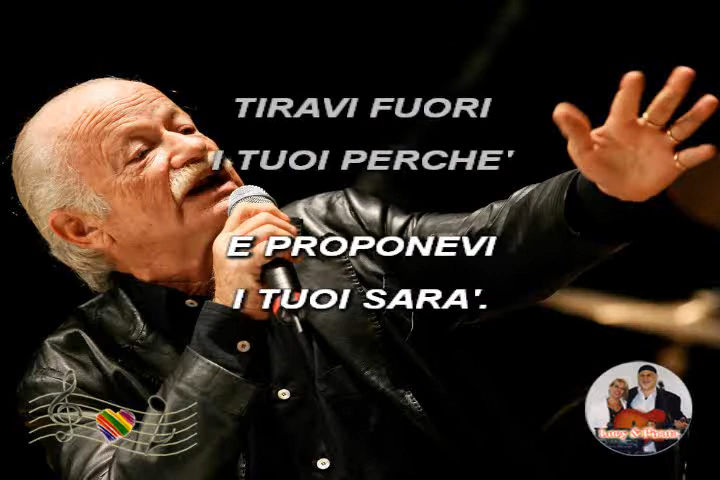 TIRAVI FUORI
I TUOI PERCHE'
E PROPONEVI
I TUOI SARA'.